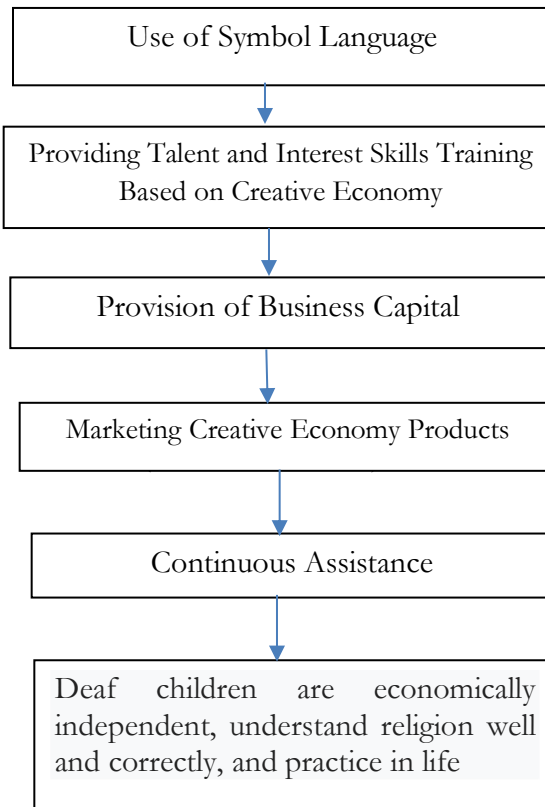 Use of Symbol Language
Providing Talent and Interest Skills Training
Based on Creative Economy
Provision of Business Capital
Marketing Creative Economy Products
Continuous Assistance
Deaf children are economically
independent, understand religion well
and correctly, and practice in life